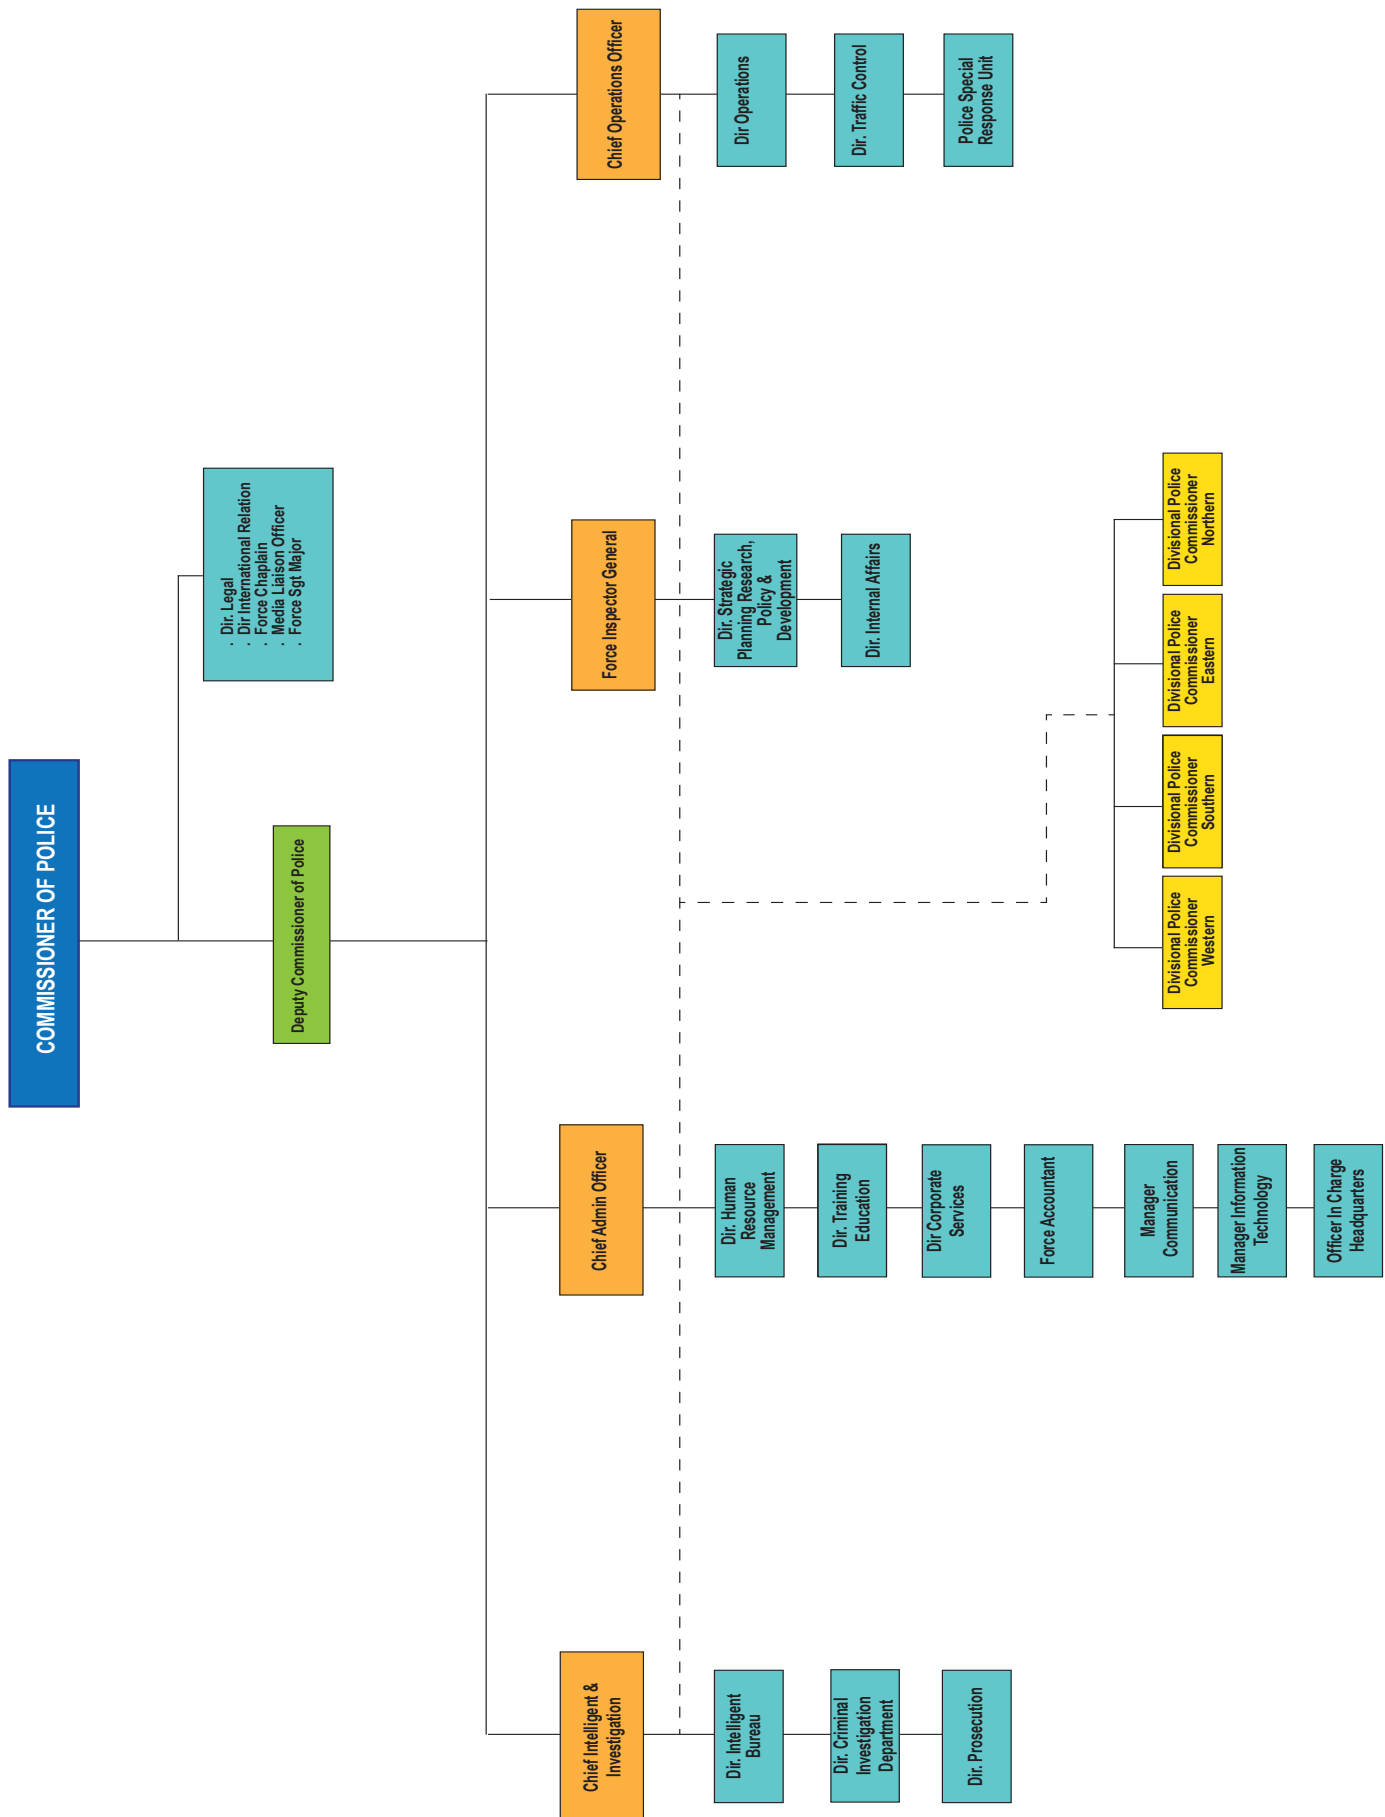 COMMISSIONER OF POLICE
. Dir. Legal
. Dir International Relation
. Force Chaplain
. Media Liaison Officer
. Force Sgt Major
Deputy Commissioner of Police
Chief Intelligent &
Investigation
Chief Admin Officer
Force Inspector General
Chief Operations Officer
Dir. Intelligent
Bureau
Dir. Criminal
Investigation
Department
Dir. Prosecution
Dir. Human
Resource
Management
Dir. Training
Education
Dir Corporate
Services
Force Accountant
Manager
Communication
Manager Information
Technology
Officer In Charge
Headquarters
Dir. Strategic
Planning Research,
Policy &
Development
Dir. Internal Affairs
Dir Operations
Dir. Traffic Control
Police Special
Response Unit
Divisional Police
Commissioner
Western
Divisional Police
Commissioner
Southern
Divisional Police
Commissioner
Eastern
Divisional Police
Commissioner
Northern